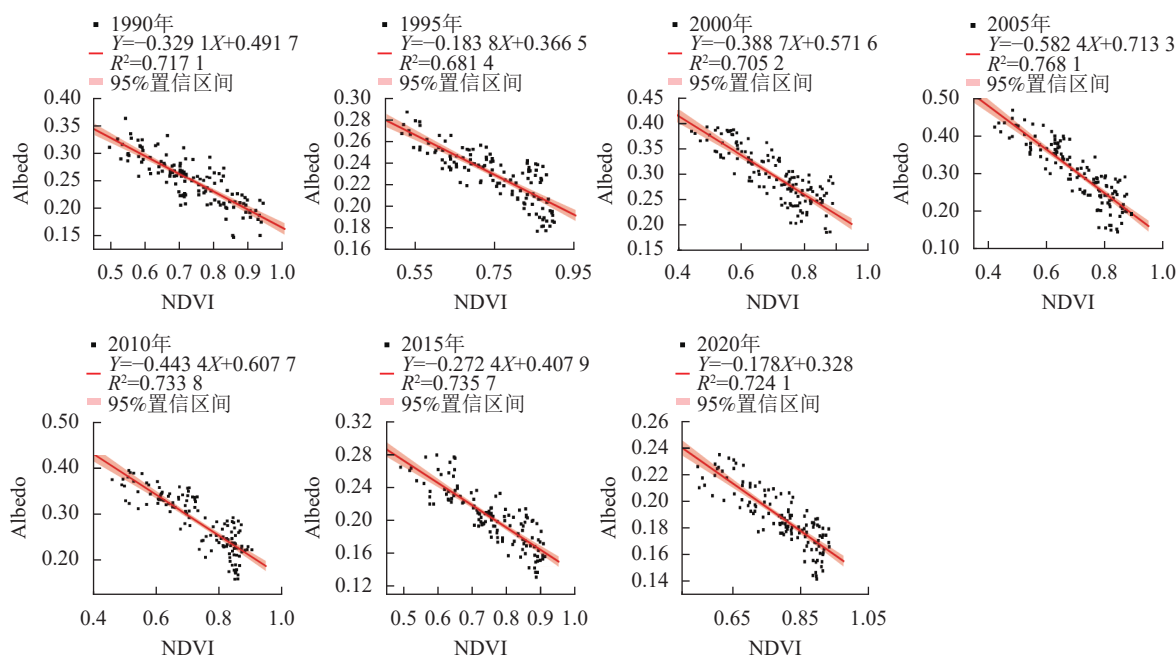 1990年
Y=−0.329 1X+0.491 7
R²=0.717 1
95%置信区间
0.40
0.35
0.30
0.25
0.20
0.15
Albedo
0.5 0.6 0.7 0.8 0.9 1.0
NDVI
1995年
Y=−0.183 8X+0.366 5
R²=0.681 4
95%置信区间
0.30
0.28
0.26
0.24
0.22
0.20
0.18
0.16
Albedo
0.55 0.75 0.95
NDVI
2000年
Y=−0.388 7X+0.571 6
R²=0.705 2
95%置信区间
0.45
0.40
0.35
0.30
0.25
0.20
0.15
Albedo
0.4 0.6 0.8 1.0
NDVI
2005年
Y=−0.582 4X+0.713 3
R²=0.768 1
95%置信区间
0.50
0.40
0.30
0.20
0.10
Albedo
0.4 0.6 0.8 1.0
NDVI
2010年
Y=−0.443 4X+0.607 7
R²=0.733 8
95%置信区间
0.50
0.40
0.30
0.20
Albedo
0.4 0.6 0.8 1.0
NDVI
2015年
Y=−0.272 4X+0.407 9
R²=0.735 7
95%置信区间
0.32
0.28
0.24
0.20
0.16
0.12
Albedo
0.5 0.6 0.7 0.8 0.9 1.0
NDVI
2020年
Y=−0.178X+0.328
R²=0.724 1
95%置信区间
0.26
0.24
0.22
0.20
0.18
0.16
0.14
Albedo
0.65 0.85 1.05
NDVI